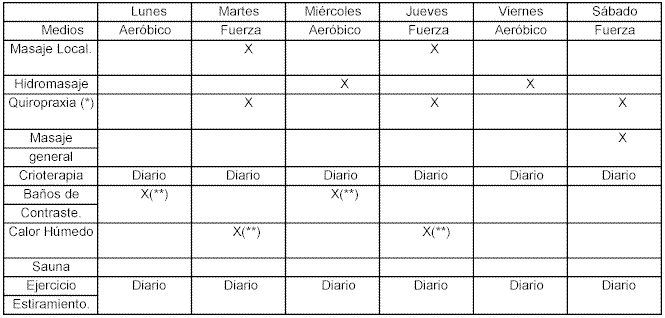 Lunes Martes Miércoles Jueves Viernes Sábado
Medios Aeróbico Fuerza Aeróbico Fuerza Aeróbico Fuerza
Masaje Local. X X
Hidromasaje X X
Quiropraxia (*) X X X
Masaje X
general
Crioterapia Diario Diario Diario Diario Diario Diario
Baños de X(**) X(**)
Contraste.
Calor Húmedo X(**) X(**)
Sauna
Ejercicio Diario Diario Diario Diario Diario Diario
Estiramiento.